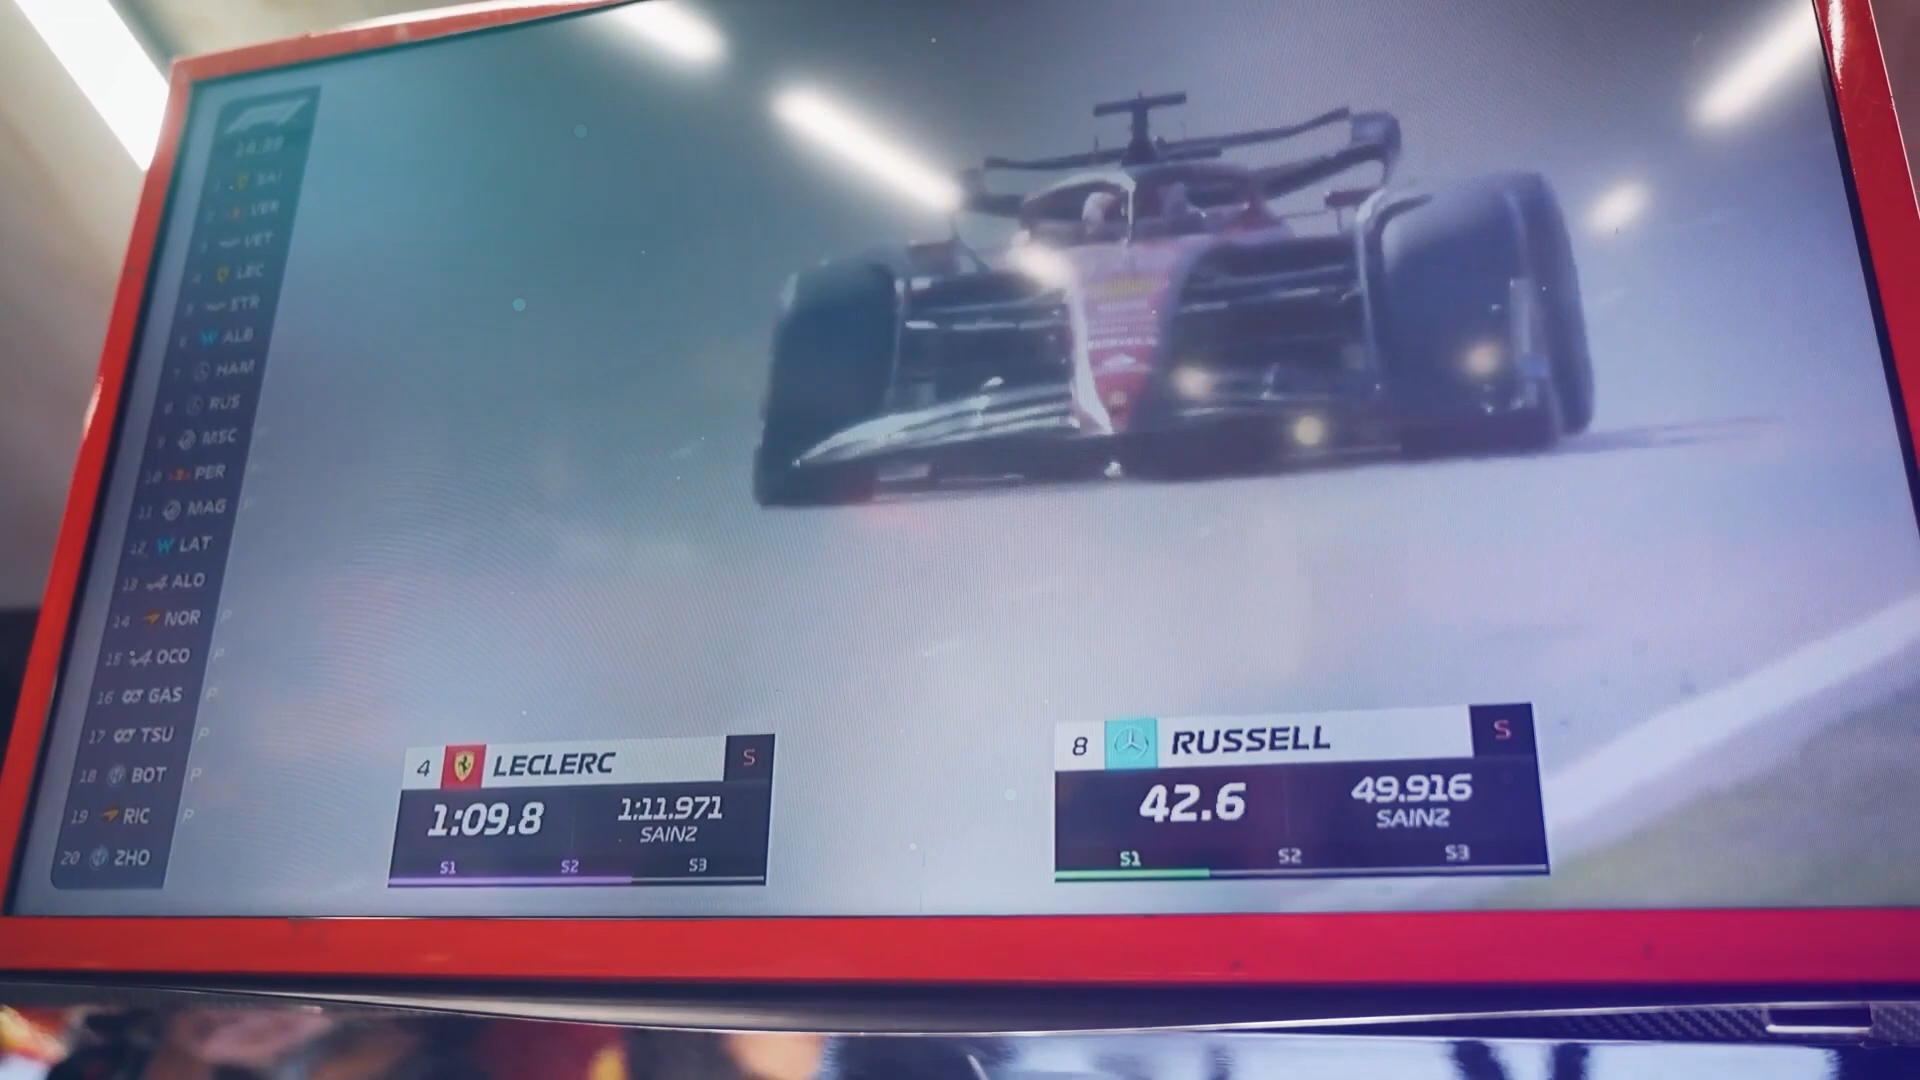 1 SAI
2 VER
3 VET
4 LEC
5 STR
6 ALB
7 HAM
8 RUS
9 MSC
10 PER
11 MAG
12 LAT
13 ALO
14 NOR P
15 OCO P
16 GAS P
17 TSU P
18 BOT P
19 RIC P
20 ZHO
4 LECLERC S
1:09.8 1:11.971
SAINZ
S1 S2 S3
8 RUSSELL S
42.6 49.916
SAINZ
S1 S2 S3